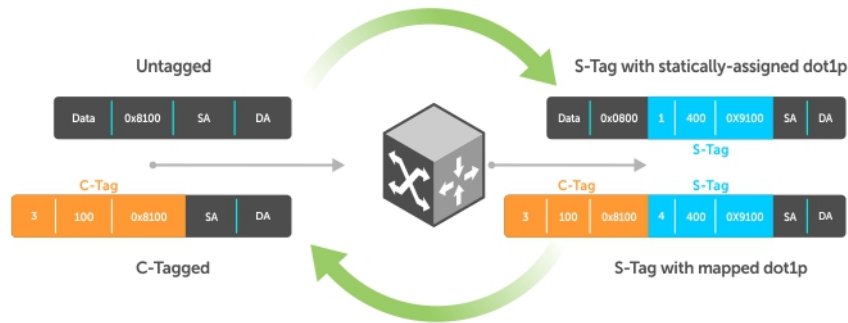 Untagged
Data 0x8100 SA DA
C-Tag
3 100 0x8100 SA DA
C-Tagged
S-Tag with statically-assigned dot1p
Data 0x0800 1 400 0X9100 SA DA
S-Tag
C-Tag S-Tag
3 100 0x8100 4 400 0X9100 SA DA
S-Tag with mapped dot1p